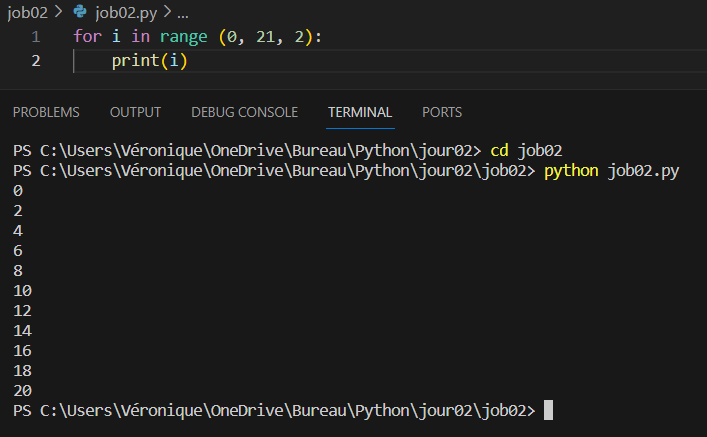 job02 > job02.py > ...
1 for i in range (0, 21, 2):
2 print(i)
PROBLEMS OUTPUT DEBUG CONSOLE TERMINAL PORTS
PS C:\Users\Véronique\OneDrive\Bureau\Python\jour02> cd job02
PS C:\Users\Véronique\OneDrive\Bureau\Python\jour02\job02> python job02.py
0
2
4
6
8
10
12
14
16
18
20
PS C:\Users\Véronique\OneDrive\Bureau\Python\jour02\job02>